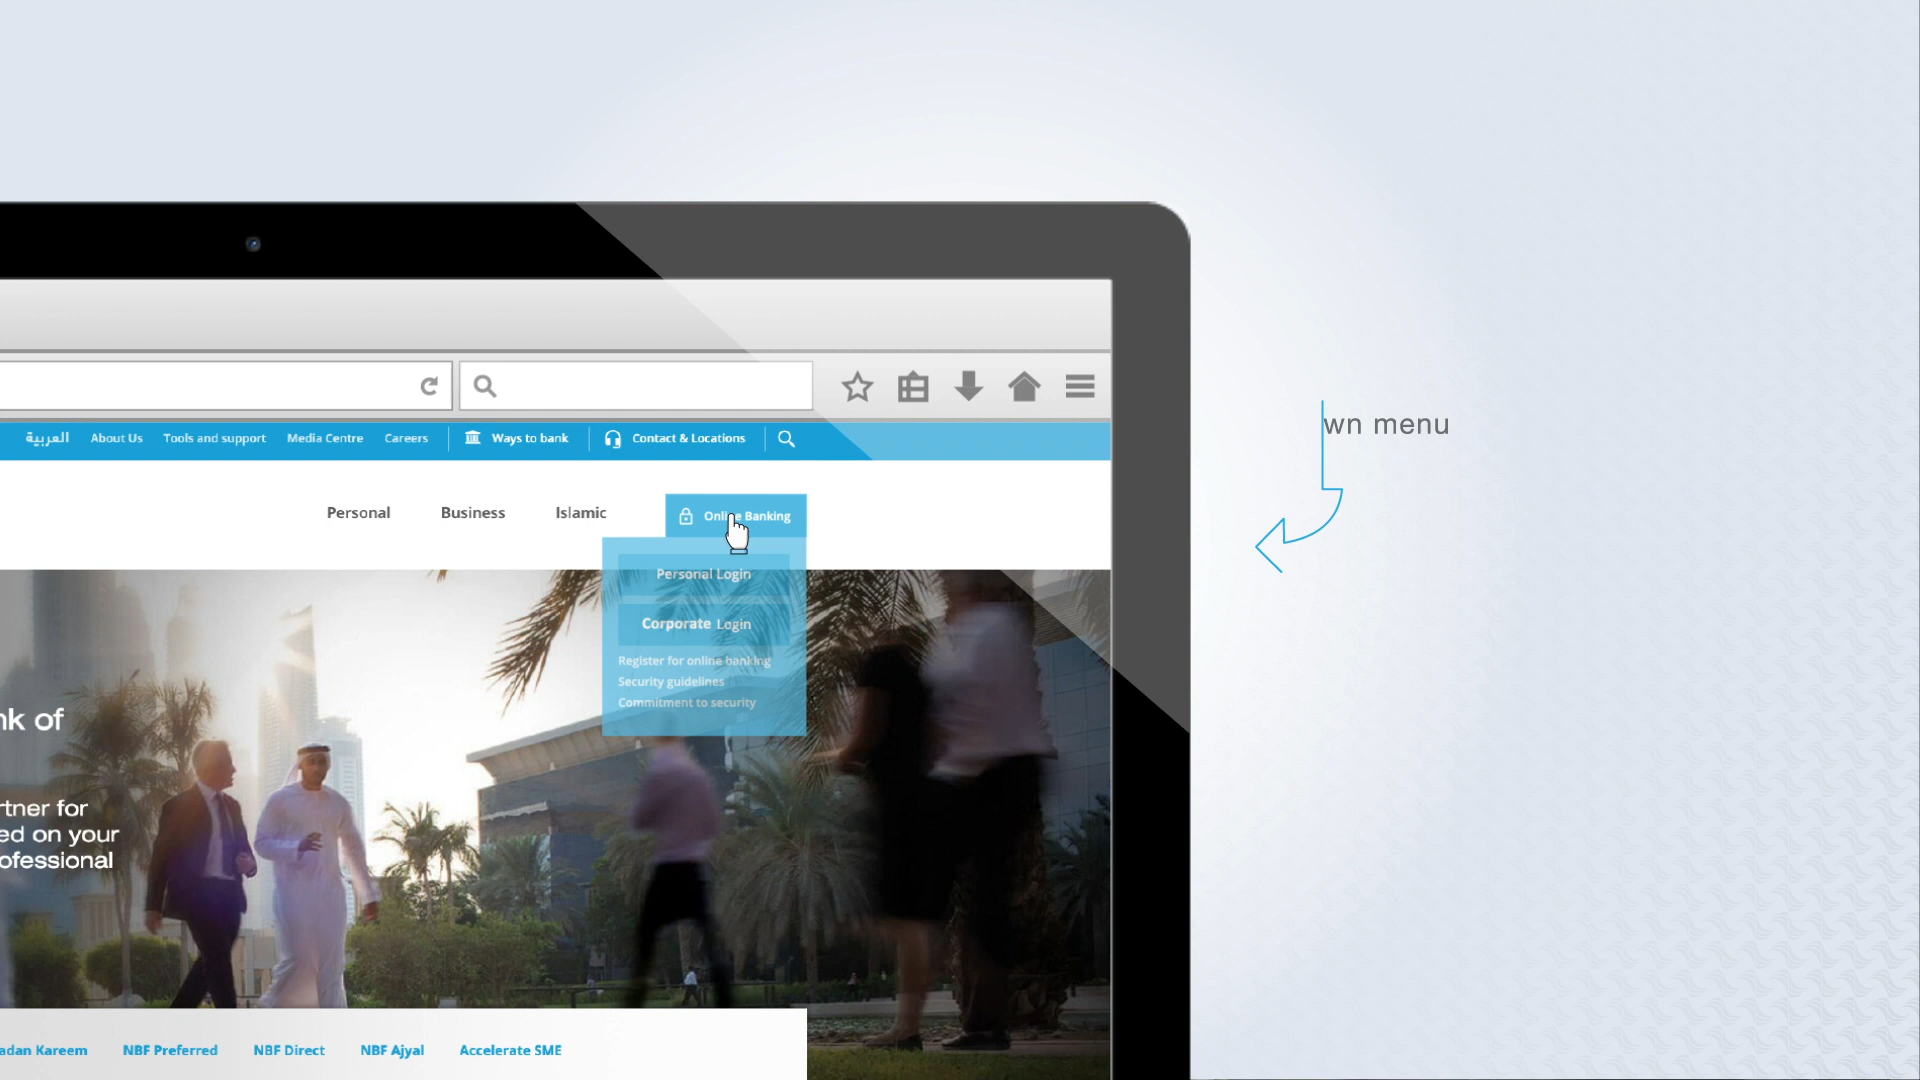 العربية About Us Tools and support Media Centre Careers Ways to bank Contact & Locations
wn menu
Personal Business Islamic Online Banking
Personal Login
Corporate Login
Register for online banking
Security guidelines
Commitment to security
nk of
rtner for
ed on your
ofessional
adan Kareem NBF Preferred NBF Direct NBF Ajyal Accelerate SME